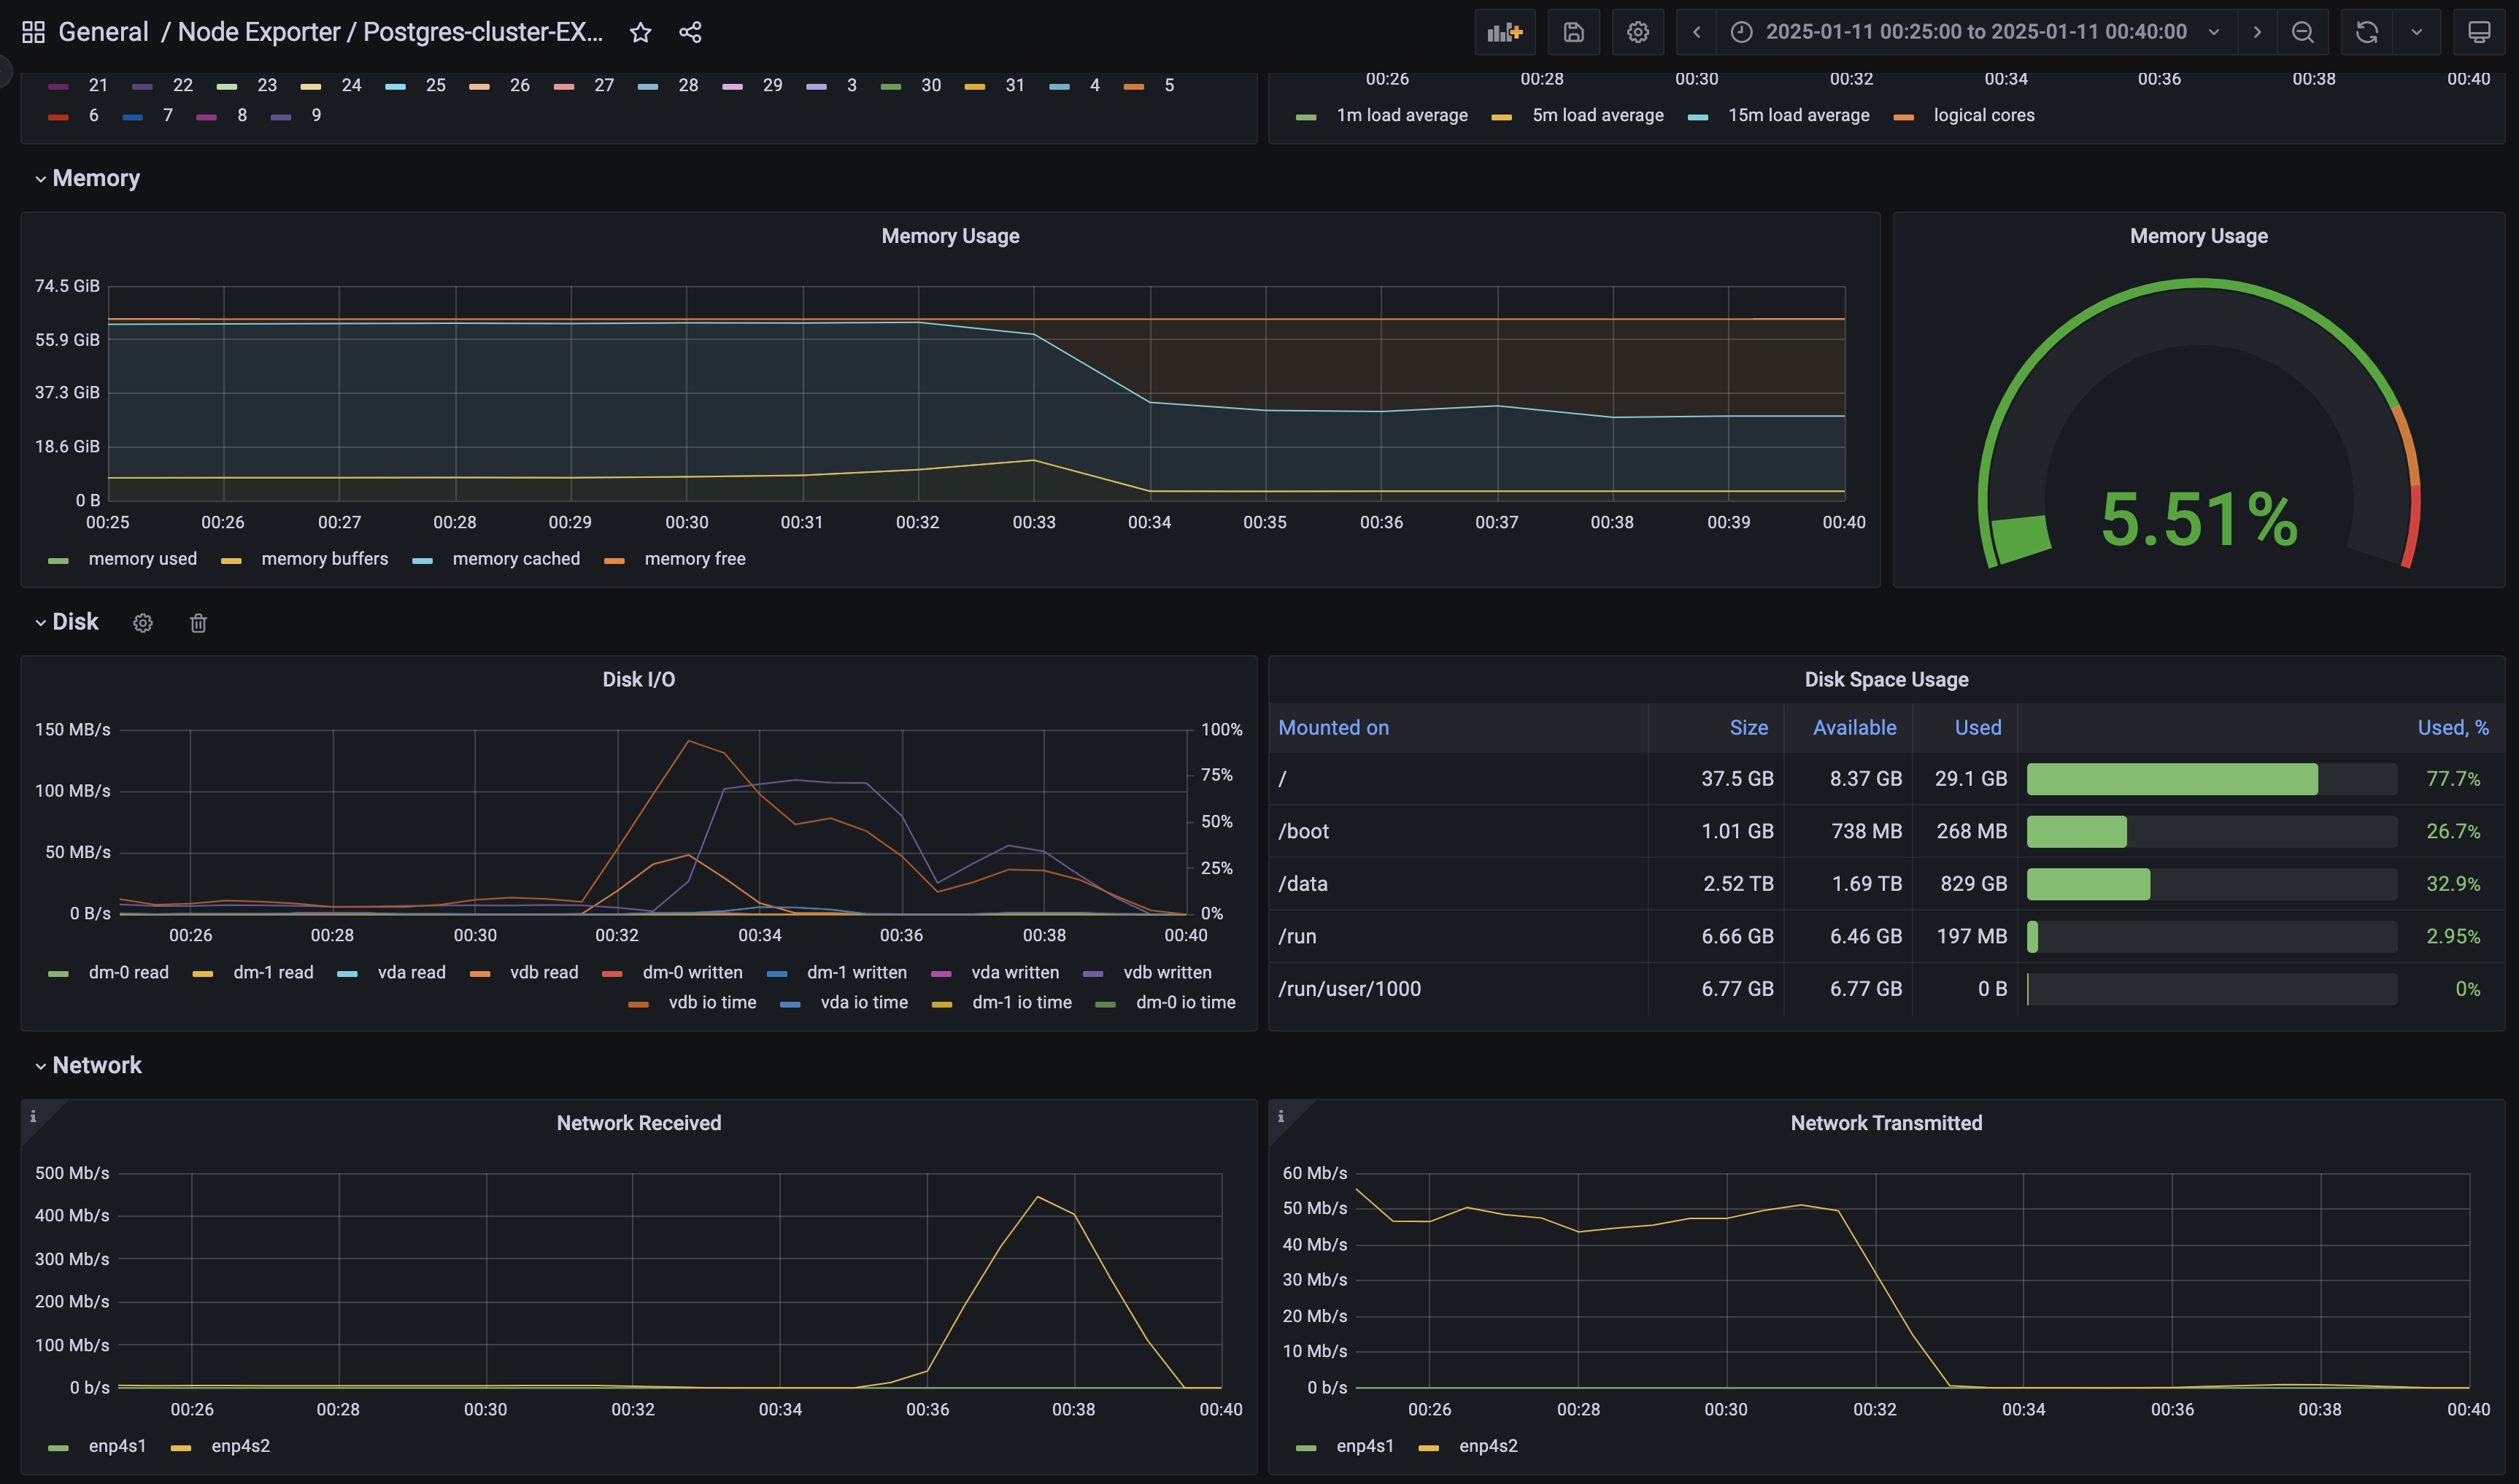 General / Node Exporter / Postgres-cluster-EX...
2025-01-11 00:25:00 to 2025-01-11 00:40:00
21 22 23 24 25 26 27 28 29 3 30 31 4 5
6 7 8 9
00:26 00:28 00:30 00:32 00:34 00:36 00:38 00:40
1m load average 5m load average 15m load average logical cores
Memory
Memory Usage
74.5 GiB
55.9 GiB
37.3 GiB
18.6 GiB
0 B
00:25 00:26 00:27 00:28 00:29 00:30 00:31 00:32 00:33 00:34 00:35 00:36 00:37 00:38 00:39 00:40
memory used memory buffers memory cached memory free
Memory Usage
5.51%
Disk
Disk I/O
150 MB/s
100 MB/s
50 MB/s
0 B/s
100%
75%
50%
25%
0%
00:26 00:28 00:30 00:32 00:34 00:36 00:38 00:40
dm-0 read dm-1 read vda read vdb read dm-0 written dm-1 written vda written vdb written
vdb io time vda io time dm-1 io time dm-0 io time
Disk Space Usage
Mounted on Size Available Used Used, %
/ 37.5 GB 8.37 GB 29.1 GB 77.7%
/boot 1.01 GB 738 MB 268 MB 26.7%
/data 2.52 TB 1.69 TB 829 GB 32.9%
/run 6.66 GB 6.46 GB 197 MB 2.95%
/run/user/1000 6.77 GB 6.77 GB 0 B 0%
Network
i
Network Received
500 Mb/s
400 Mb/s
300 Mb/s
200 Mb/s
100 Mb/s
0 b/s
00:26 00:28 00:30 00:32 00:34 00:36 00:38 00:40
enp4s1 enp4s2
i
Network Transmitted
60 Mb/s
50 Mb/s
40 Mb/s
30 Mb/s
20 Mb/s
10 Mb/s
0 b/s
00:26 00:28 00:30 00:32 00:34 00:36 00:38 00:40
enp4s1 enp4s2